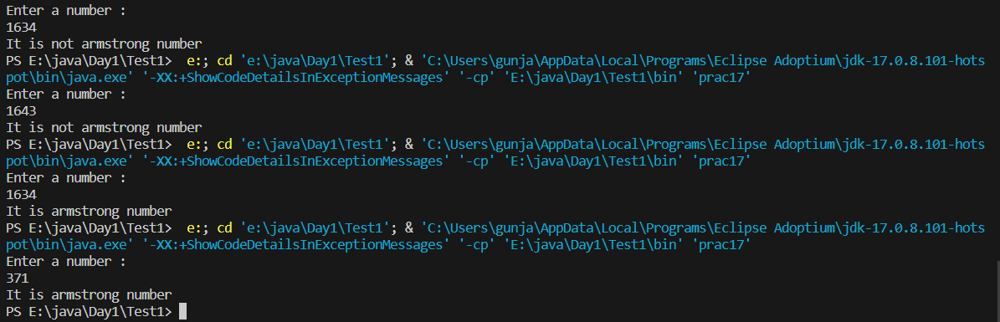 Enter a number :
1634
It is not armstrong number
PS E:\java\Day1\Test1>  e:; cd 'e:\java\Day1\Test1'; & 'C:\Users\gunja\AppData\Local\Programs\Eclipse Adoptium\jdk-17.0.8.101-hots
pot\bin\java.exe' '-XX:+ShowCodeDetailsInExceptionMessages' '-cp' 'E:\java\Day1\Test1\bin' 'prac17'
Enter a number :
1643
It is not armstrong number
PS E:\java\Day1\Test1>  e:; cd 'e:\java\Day1\Test1'; & 'C:\Users\gunja\AppData\Local\Programs\Eclipse Adoptium\jdk-17.0.8.101-hots
pot\bin\java.exe' '-XX:+ShowCodeDetailsInExceptionMessages' '-cp' 'E:\java\Day1\Test1\bin' 'prac17'
Enter a number :
1634
It is armstrong number
PS E:\java\Day1\Test1>  e:; cd 'e:\java\Day1\Test1'; & 'C:\Users\gunja\AppData\Local\Programs\Eclipse Adoptium\jdk-17.0.8.101-hots
pot\bin\java.exe' '-XX:+ShowCodeDetailsInExceptionMessages' '-cp' 'E:\java\Day1\Test1\bin' 'prac17'
Enter a number :
371
It is armstrong number
PS E:\java\Day1\Test1>